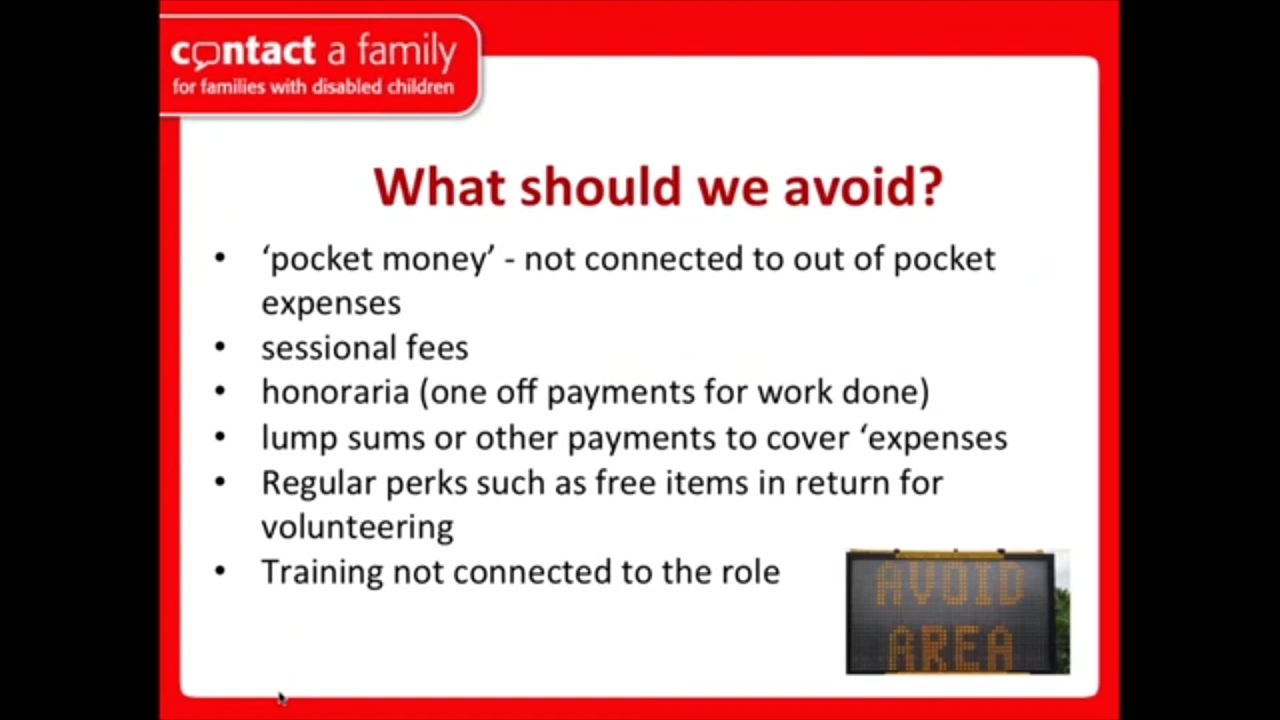 contact a family
for families with disabled children
What should we avoid?
• ‘pocket money’ - not connected to out of pocket
expenses
• sessional fees
• honoraria (one off payments for work done)
• lump sums or other payments to cover ‘expenses
• Regular perks such as free items in return for
volunteering
• Training not connected to the role
AVOID
AREA